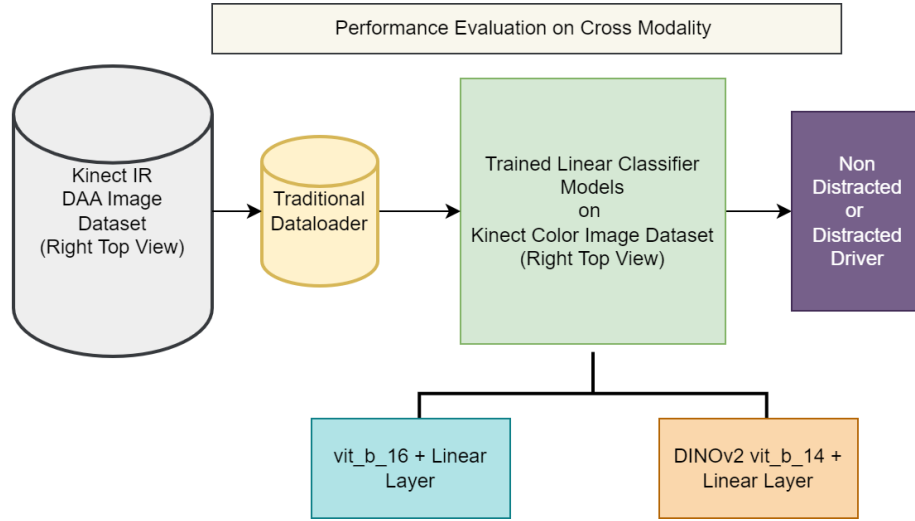 Performance Evaluation on Cross Modality
Kinect IR
DAA Image
Dataset
(Right Top View)
Traditional
Dataloader
Trained Linear Classifier
Models
on
Kinect Color Image Dataset
(Right Top View)
Non
Distracted
or
Distracted
Driver
vit_b_16 + Linear
Layer
DINOv2 vit_b_14 +
Linear Layer